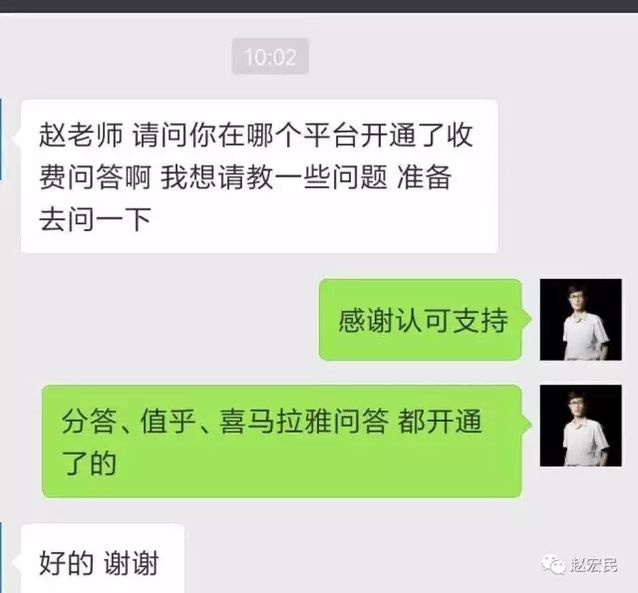 10:02
赵老师 请问你在哪个平台开通了收
费问答啊 我想请教一些问题 准备
去问一下
感谢认可支持
分答、值乎、喜马拉雅问答 都开通
了的
好的 谢谢
赵宏民